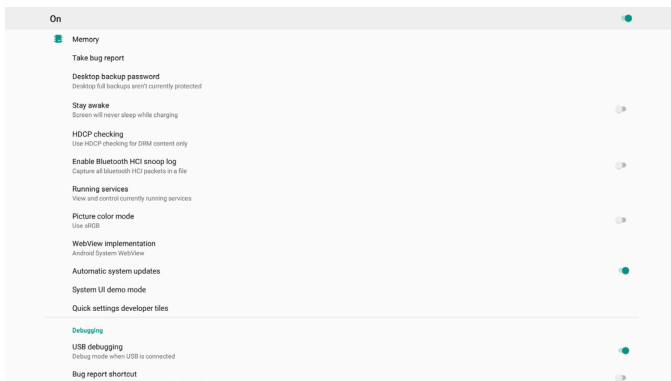 On
Memory
Take bug report
Desktop backup password
Desktop full backups aren't currently protected
Stay awake
Screen will never sleep while charging
HDCP checking
Use HDCP checking for DRM content only
Enable Bluetooth HCI snoop log
Capture all bluetooth HCI packets in a file
Running services
View and control currently running services
Picture color mode
Use sRGB
WebView implementation
Android System WebView
Automatic system updates
System UI demo mode
Quick settings developer tiles
Debugging
USB debugging
Debug mode when USB is connected
Bug report shortcut